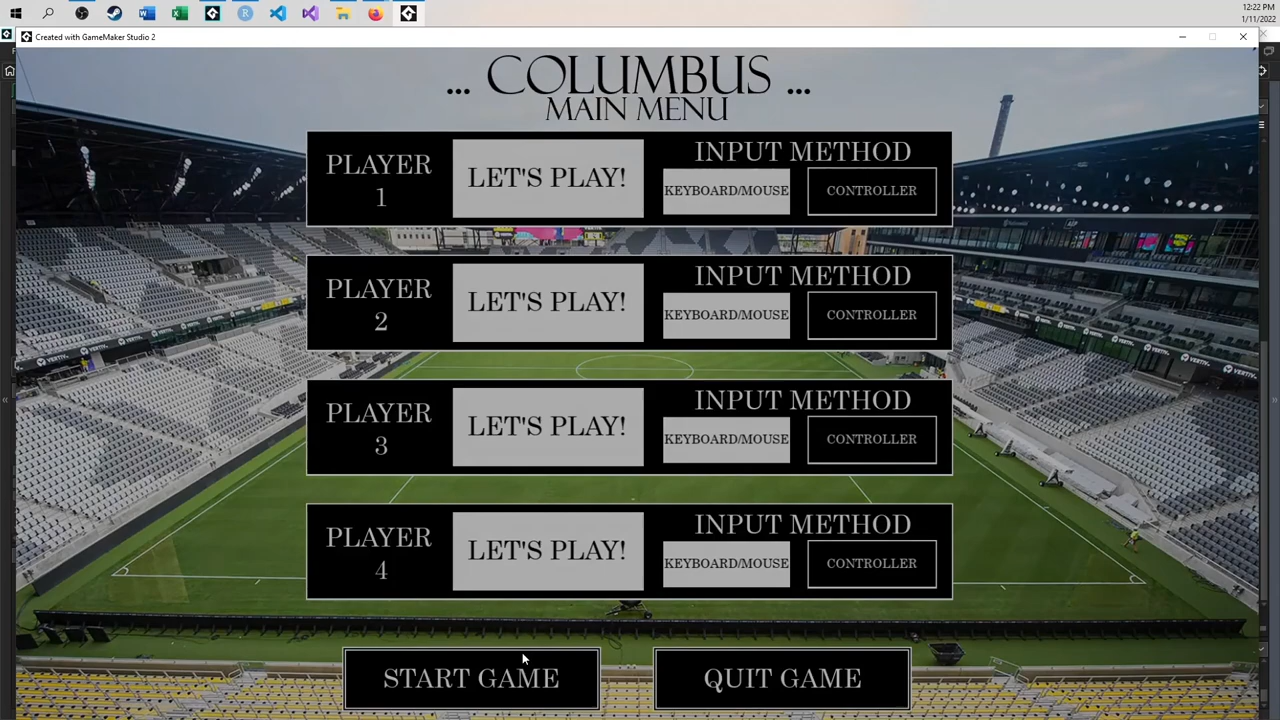 12:22 PM
1/11/2022
Created with GameMaker Studio 2
... COLUMBUS ...
MAIN MENU
PLAYER
1
LET'S PLAY!
INPUT METHOD
KEYBOARD/MOUSE
CONTROLLER
PLAYER
2
LET'S PLAY!
INPUT METHOD
KEYBOARD/MOUSE
CONTROLLER
PLAYER
3
LET'S PLAY!
INPUT METHOD
KEYBOARD/MOUSE
CONTROLLER
PLAYER
4
LET'S PLAY!
INPUT METHOD
KEYBOARD/MOUSE
CONTROLLER
START GAME
QUIT GAME